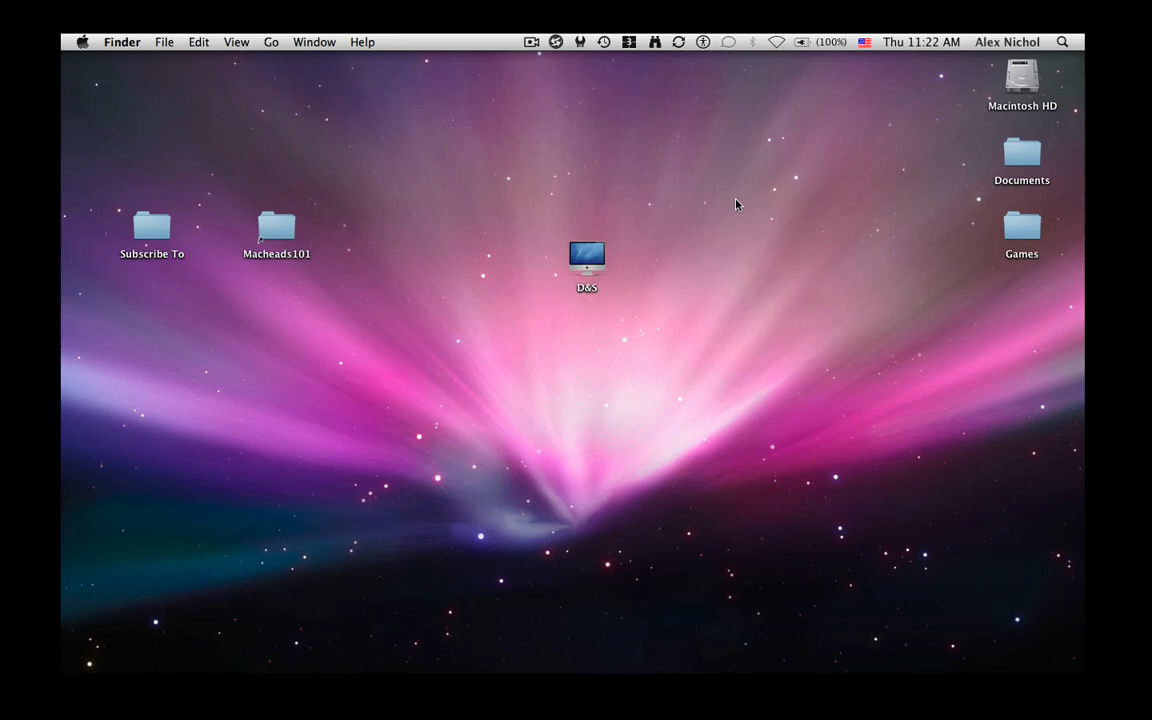 Finder File Edit View Go Window Help (100%) Thu 11:22 AM Alex Nichol
Macintosh HD
Documents
Subscribe To Macheads101 Games
D&S